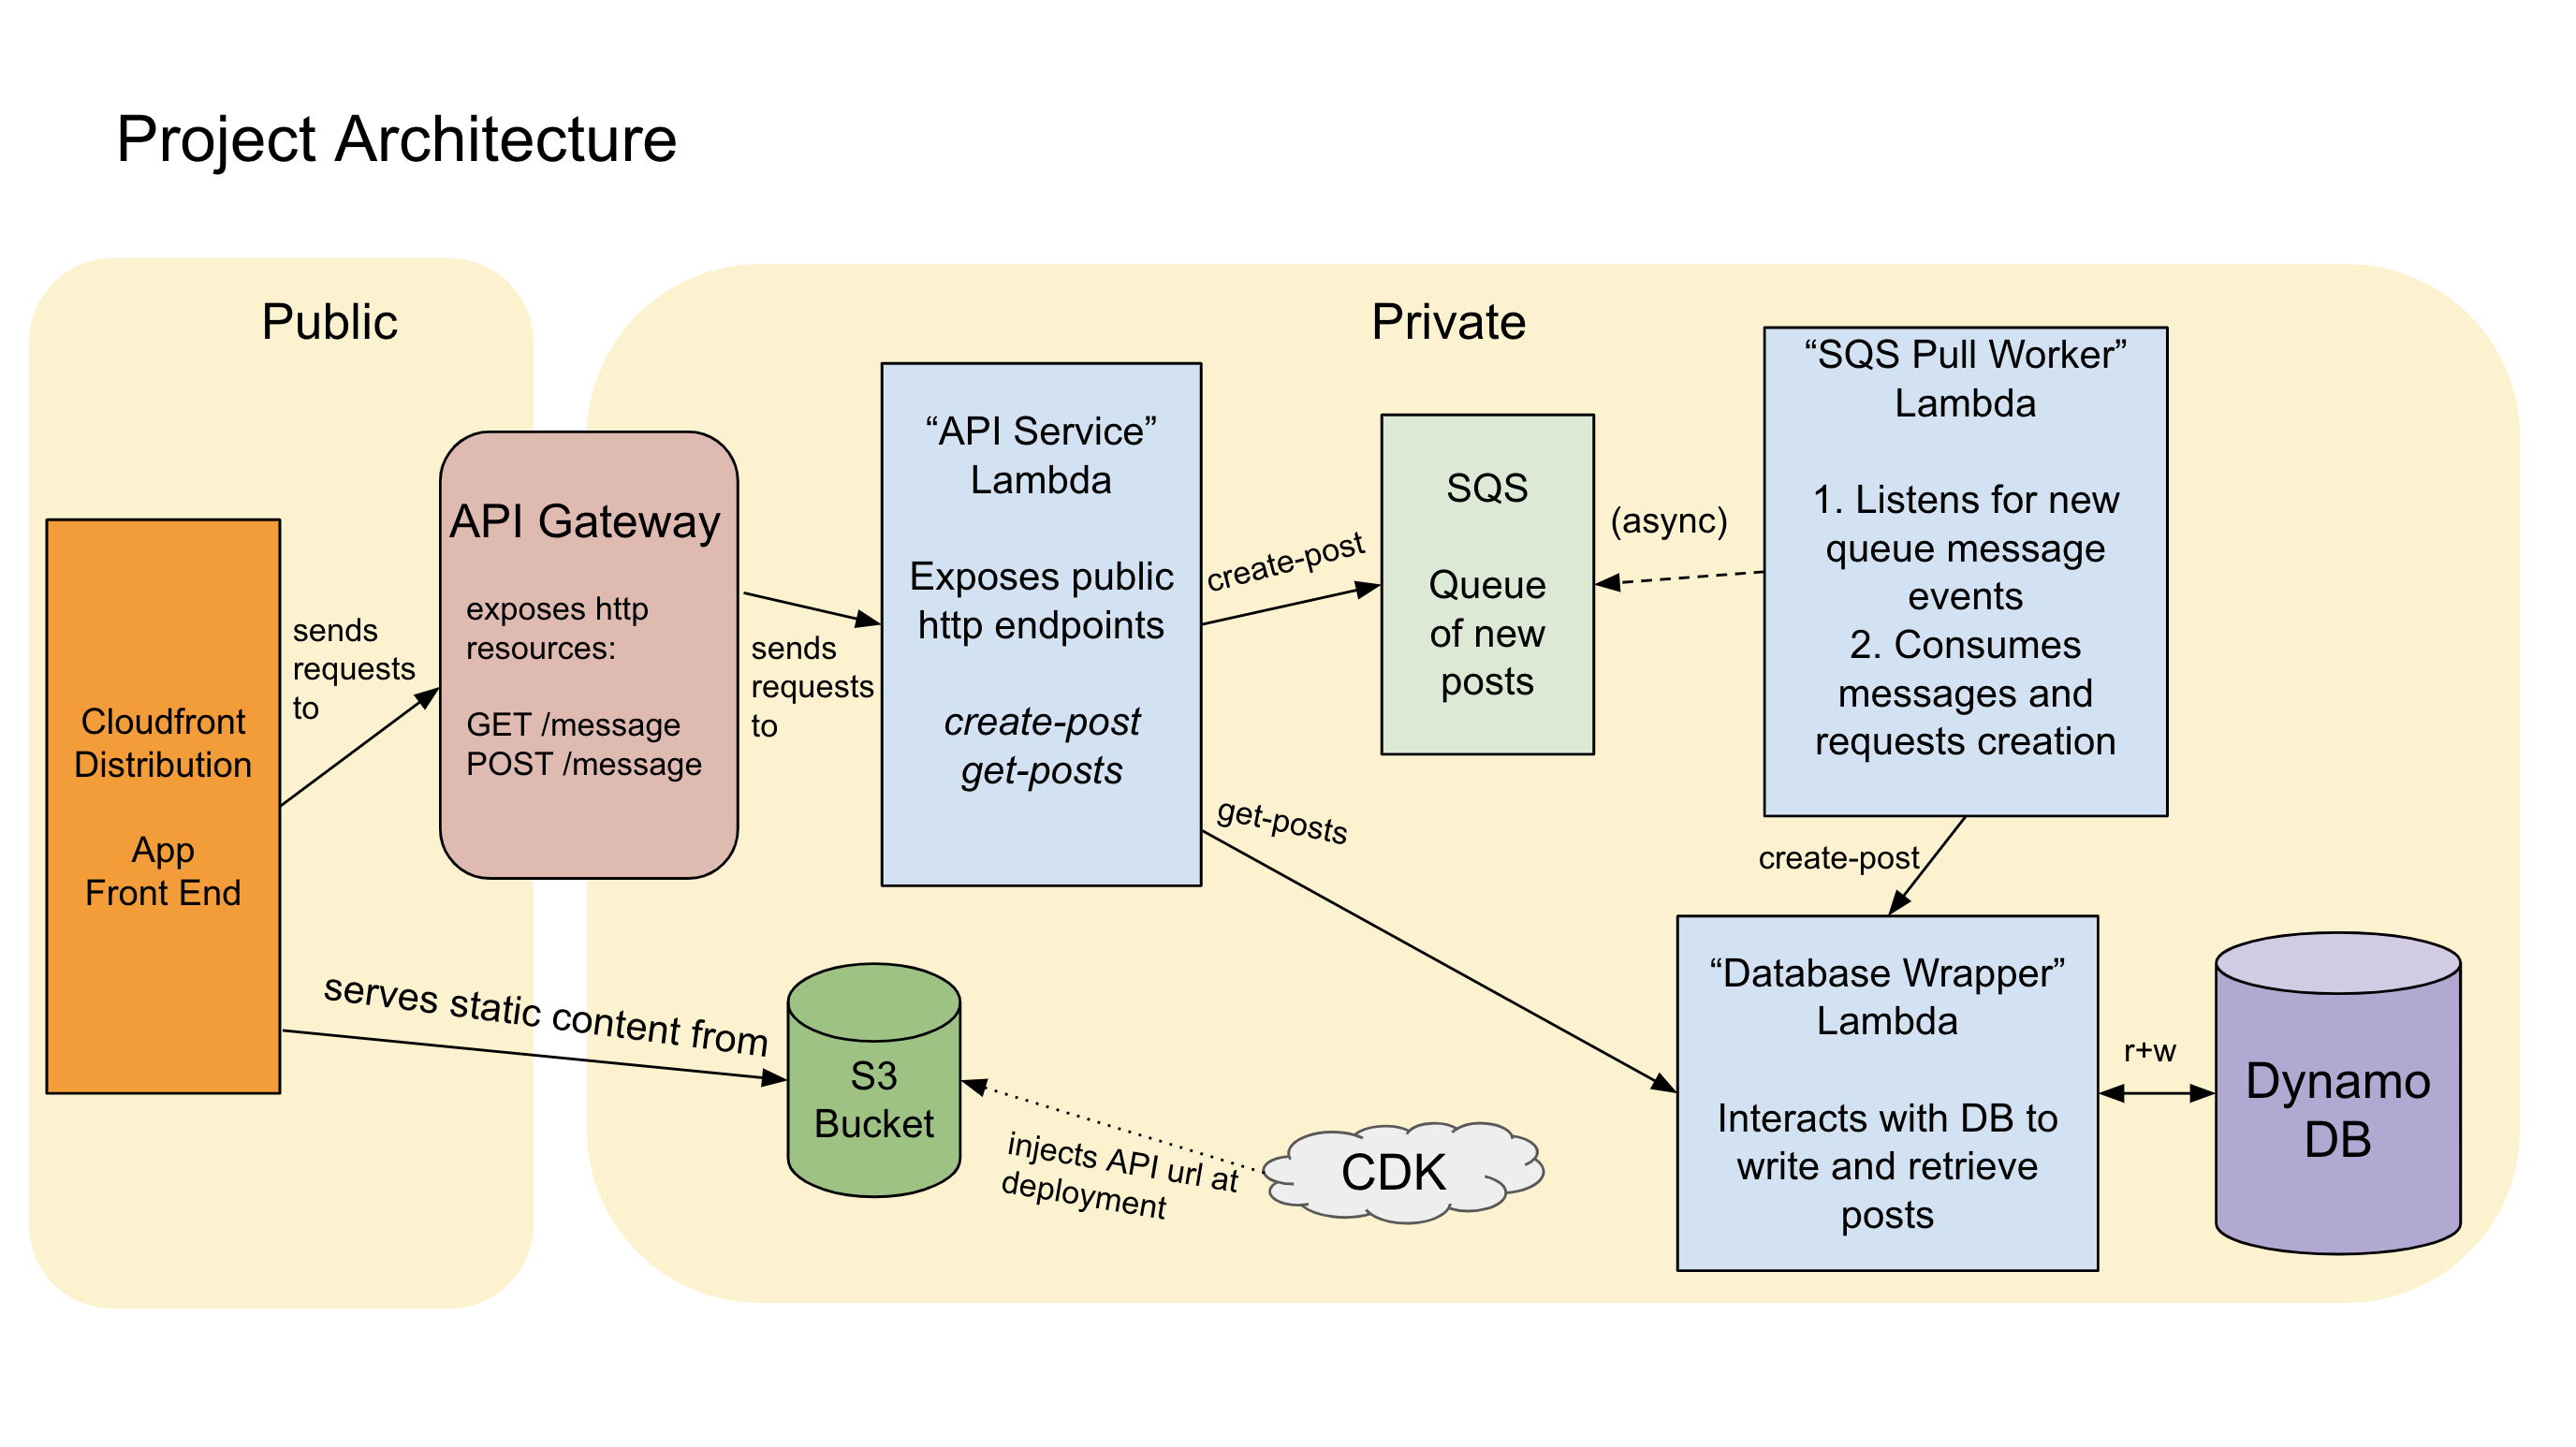 Project Architecture
Public
Private
Cloudfront
Distribution
App
Front End
sends
requests
to
API Gateway
exposes http
resources:
GET /message
POST /message
sends
requests
to
“API Service”
Lambda
Exposes public
http endpoints
create-post
get-posts
create-post
get-posts
SQS
Queue
of new
posts
(async)
“SQS Pull Worker”
Lambda
1. Listens for new
queue message
events
2. Consumes
messages and
requests creation
create-post
serves static content from
S3
Bucket
injects API url at
deployment
CDK
“Database Wrapper”
Lambda
Interacts with DB to
write and retrieve
posts
r+w
Dynamo
DB